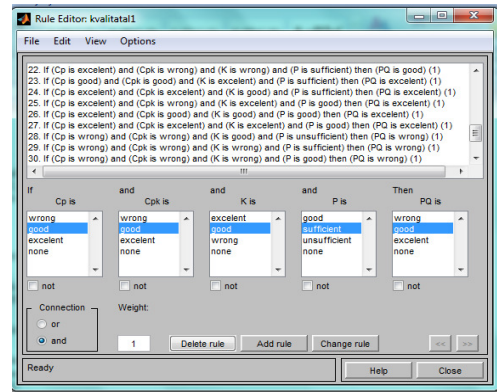 Rule Editor: kvalitatal1
File Edit View Options
22. If (Cp is excelent) and (Cpk is wrong) and (K is wrong) and (P is sufficient) then (PQ is good) (1)
23. If (Cp is good) and (Cpk is good) and (K is excelent) and (P is sufficient) then (PQ is excelent) (1)
24. If (Cp is excelent) and (Cpk is excelent) and (K is good) and (P is sufficient) then (PQ is excelent) (1)
25. If (Cp is excelent) and (Cpk is wrong) and (K is excelent) and (P is good) then (PQ is excelent) (1)
26. If (Cp is excelent) and (Cpk is good) and (K is good) and (P is good) then (PQ is excelent) (1)
27. If (Cp is excelent) and (Cpk is excelent) and (K is excelent) and (P is good) then (PQ is excelent) (1)
28. If (Cp is wrong) and (Cpk is wrong) and (K is wrong) and (P is unsufficient) then (PQ is wrong) (1)
29. If (Cp is wrong) and (Cpk is wrong) and (K is wrong) and (P is sufficient) then (PQ is wrong) (1)
30. If (Cp is wrong) and (Cpk is wrong) and (K is wrong) and (P is good) then (PQ is wrong) (1)
If and and and Then
Cp is Cpk is K is P is PQ is
wrong wrong excelent good wrong
good good good sufficient good
excelent excelent wrong unsufficient excelent
none none none none none
not not not not not
Connection Weight:
or
and 1 Delete rule Add rule Change rule << >>
Ready Help Close